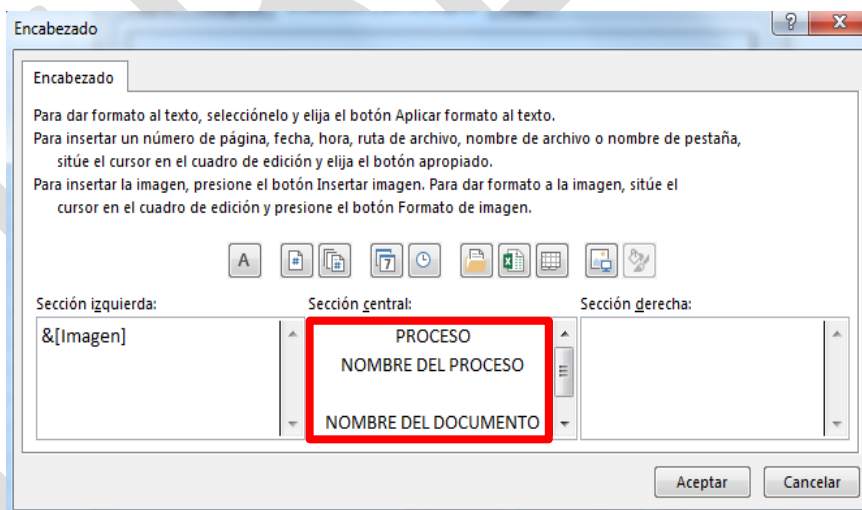 Encabezado
Encabezado
Para dar formato al texto, selecciónelo y elija el botón Aplicar formato al texto.
Para insertar un número de página, fecha, hora, ruta de archivo, nombre de archivo o nombre de pestaña,
sitúe el cursor en el cuadro de edición y elija el botón apropiado.
Para insertar la imagen, presione el botón Insertar imagen. Para dar formato a la imagen, sitúe el
cursor en el cuadro de edición y presione el botón Formato de imagen.
A
Sección izquierda: Sección central: Sección derecha:
&[Imagen] PROCESO
NOMBRE DEL PROCESO
NOMBRE DEL DOCUMENTO
Aceptar Cancelar